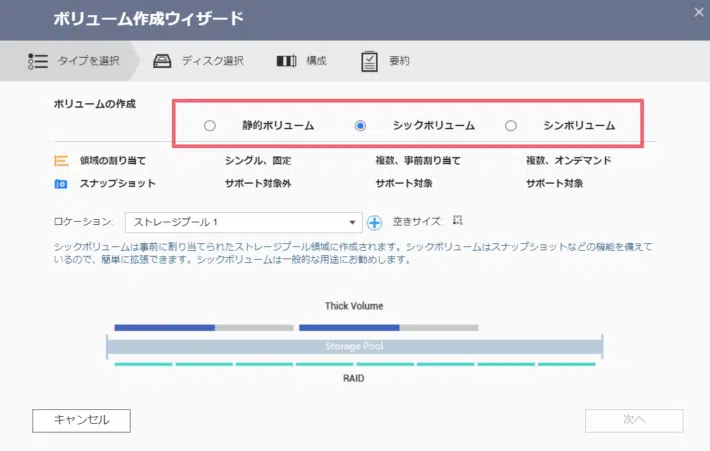 ボリューム作成ウィザード
タイプを選択 ディスク選択 構成 要約
ボリュームの作成
静的ボリューム シックボリューム シンボリューム
領域の割り当て シングル、固定 複数、事前割り当て 複数、オンデマンド
スナップショット サポート対象外 サポート対象 サポート対象
ロケーション: ストレージプール 1 空きサイズ:
シックボリュームは事前に割り当てられたストレージプール領域に作成されます。シックボリュームはスナップショットなどの機能を備えて
いるので、簡単に拡張できます。シックボリュームは一般的な用途にお勧めします。
Thick Volume
Storage Pool
RAID
キャンセル 次へ